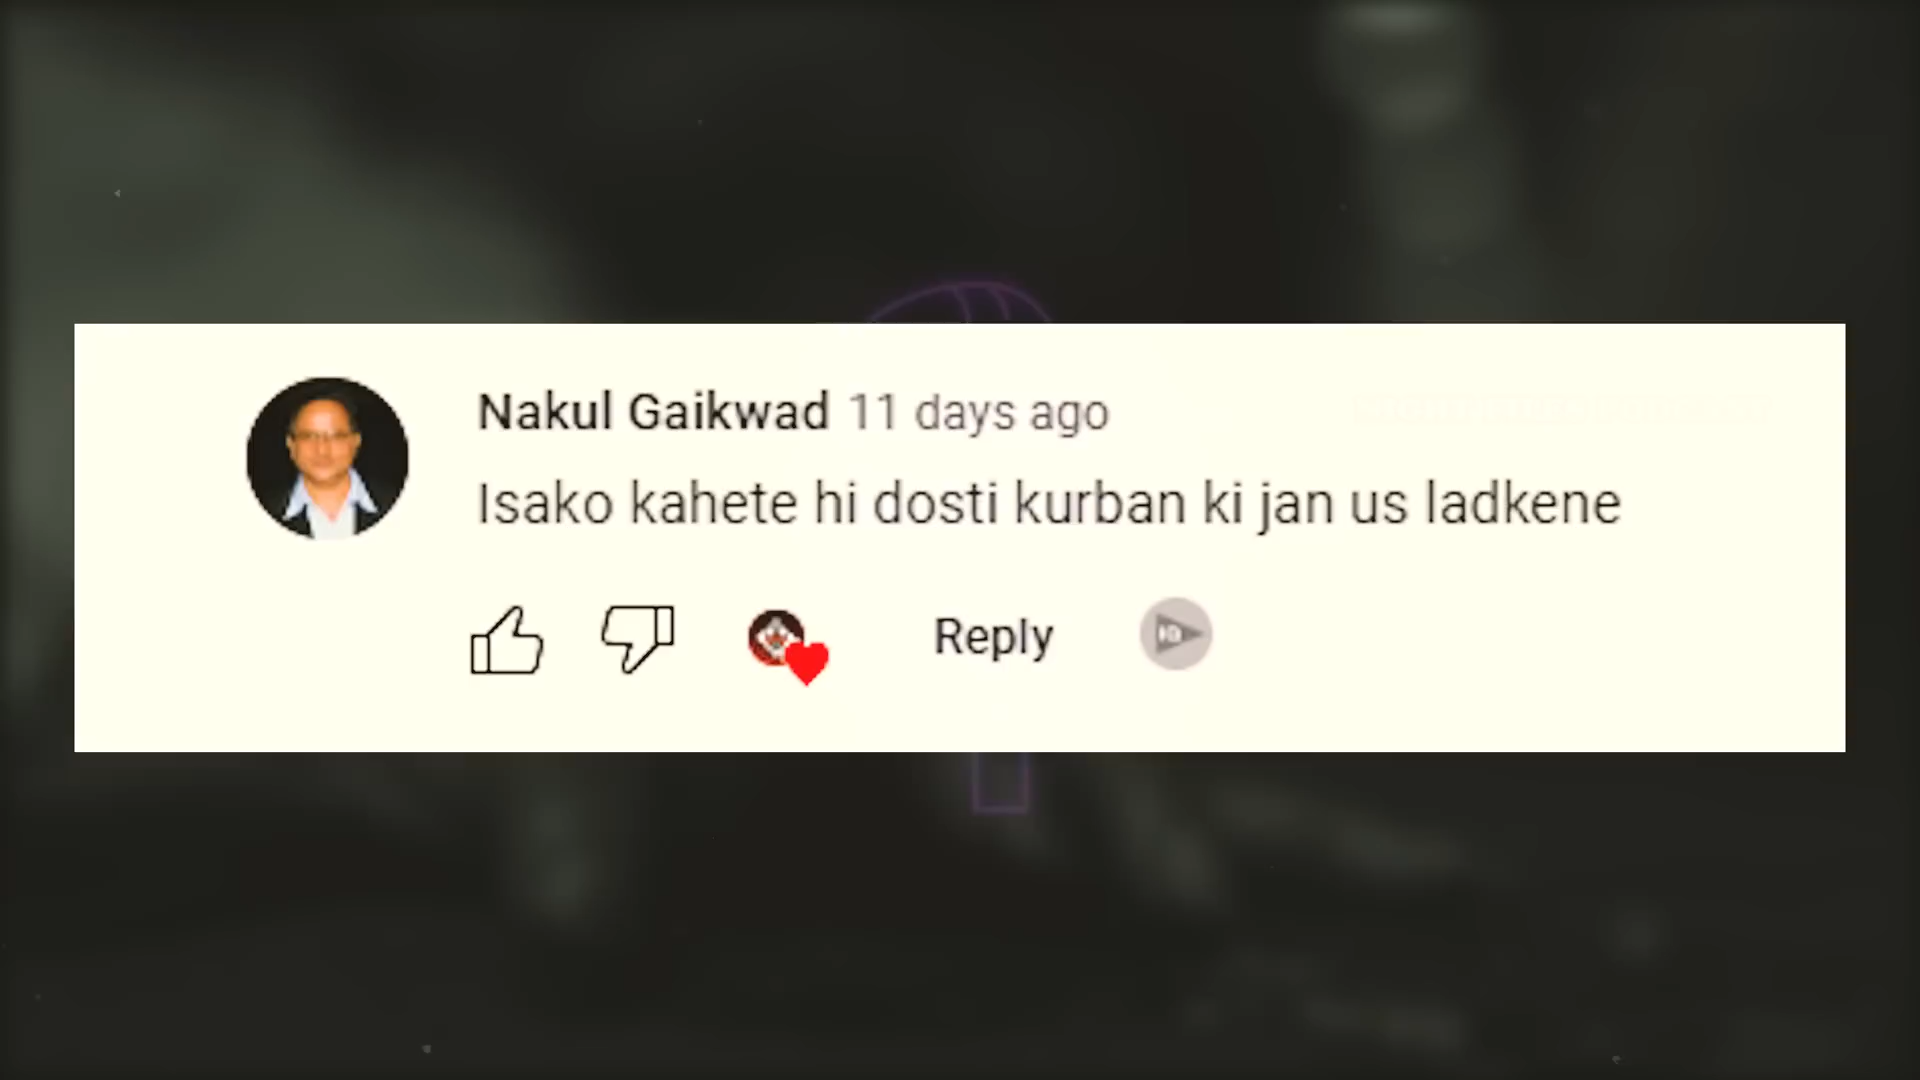 Nakul Gaikwad 11 days ago
Isako kahete hi dosti kurban ki jan us ladkene
Reply